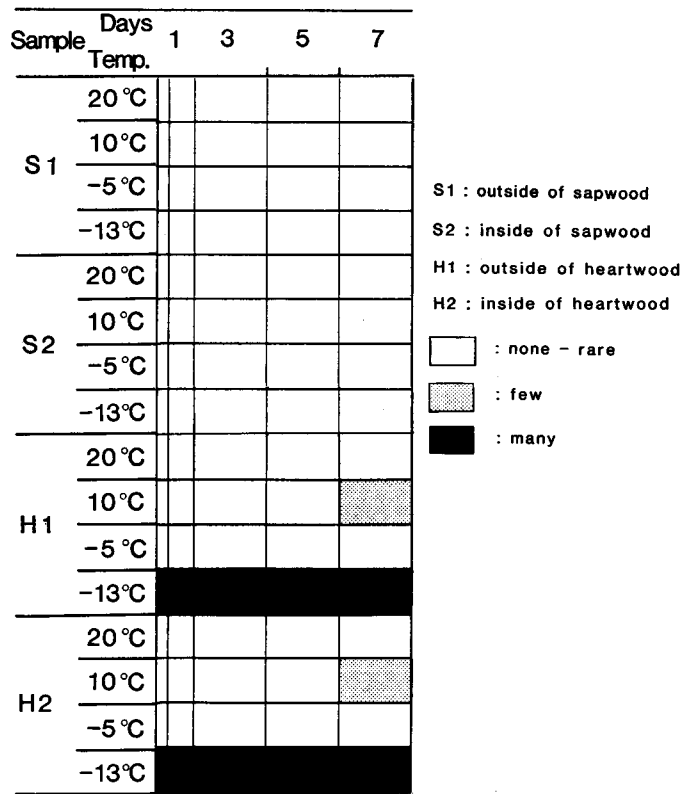 Sample Days 1 3 5 7
Temp.
S1
20℃
10℃
-5℃
-13℃
S2
20℃
10℃
-5℃
-13℃
H1
20℃
10℃
-5℃
-13℃
H2
20℃
10℃
-5℃
-13℃
S1 : outside of sapwood
S2 : inside of sapwood
H1 : outside of heartwood
H2 : inside of heartwood
: none - rare
: few
: many